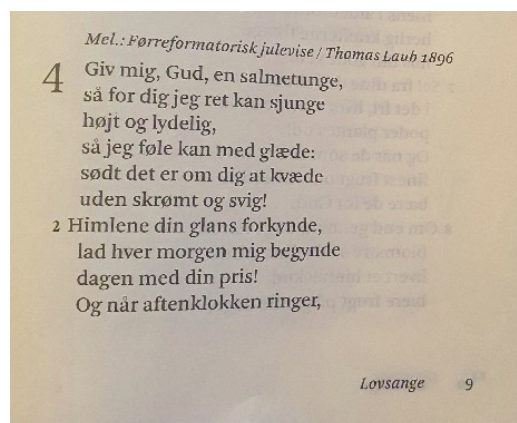 Mel.: Førreformatorisk julevise / Thomas Laub 1896
4 Giv mig, Gud, en salmetunge,
så for dig jeg ret kan sjunge
højt og lydelig,
så jeg føle kan med glæde:
sødt det er om dig at kvæde
uden skrømt og svig!
2 Himlene din glans forkynde,
lad hver morgen mig begynde
dagen med din pris!
Og når aftenklokken ringer,
Lovsange 9